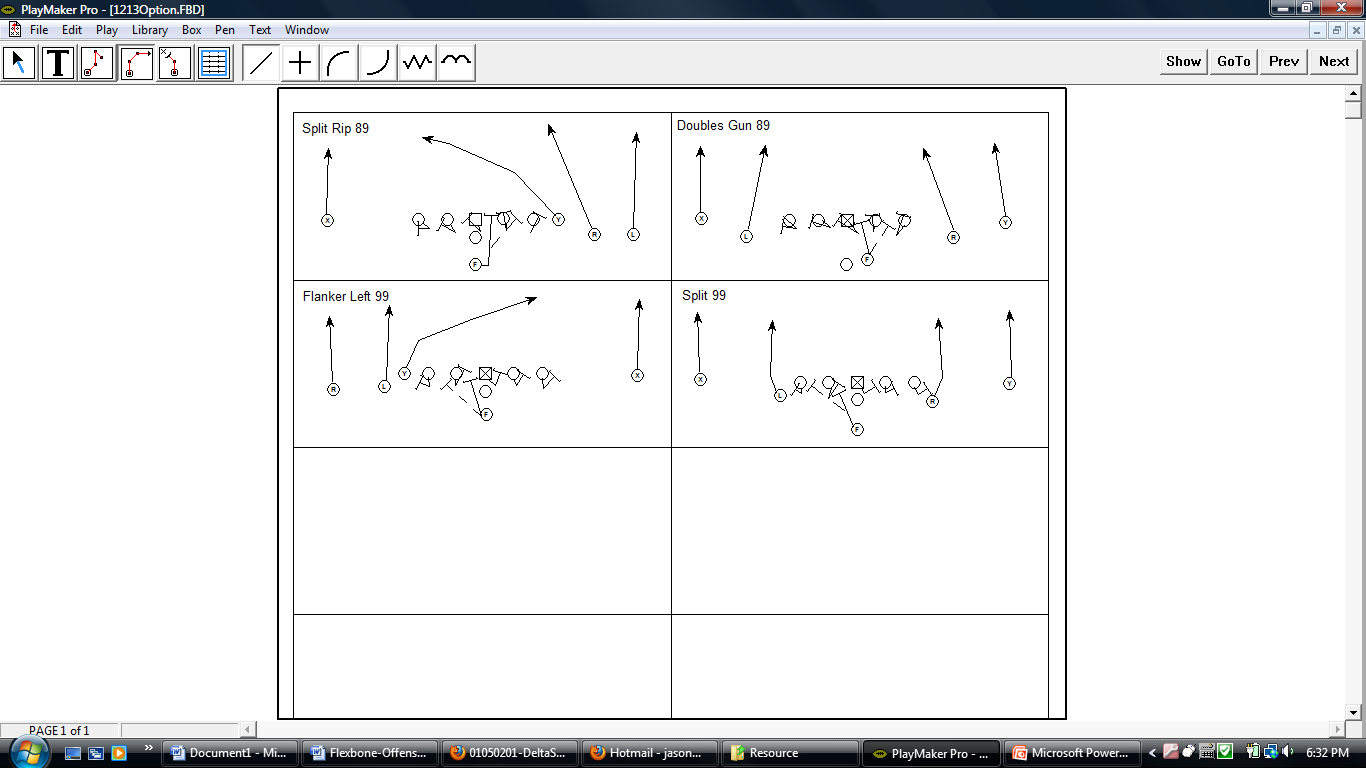 PlayMaker Pro - [1213Option.FBD]
File Edit Play Library Box Pen Text Window
T
Show GoTo Prev Next
Split Rip 89
X Y R L F
Doubles Gun 89
X L R Y F
Flanker Left 99
R L Y X F
Split 99
X L R Y F
PAGE 1 of 1
Document1 - Mi... Flexbone-Offens... 01050201-DeltaS... Hotmail - jason... Resource PlayMaker Pro - ... Microsoft Power... 6:32 PM